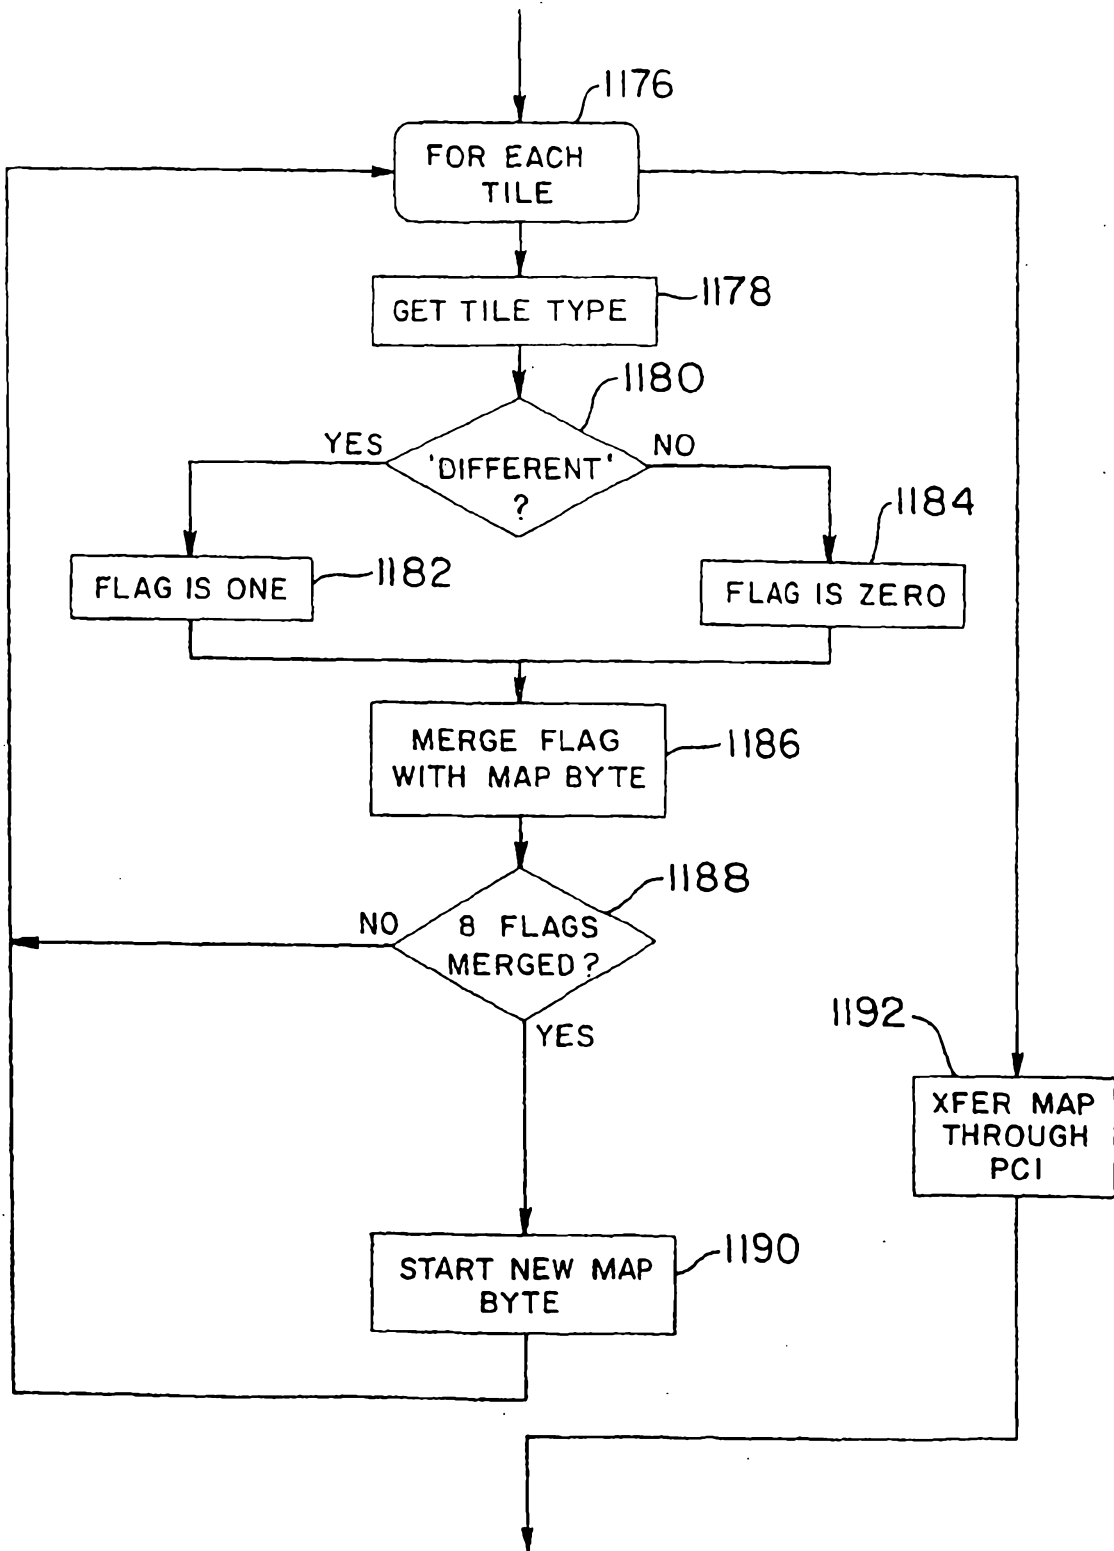 1176
FOR EACH
TILE
GET TILE TYPE
1178
1180
YES
'DIFFERENT'
?
NO
1184
FLAG IS ONE
1182
FLAG IS ZERO
MERGE FLAG
WITH MAP BYTE
1186
1188
NO
8 FLAGS
MERGED?
YES
1192
XFER MAP
THROUGH
PCI
1190
START NEW MAP
BYTE